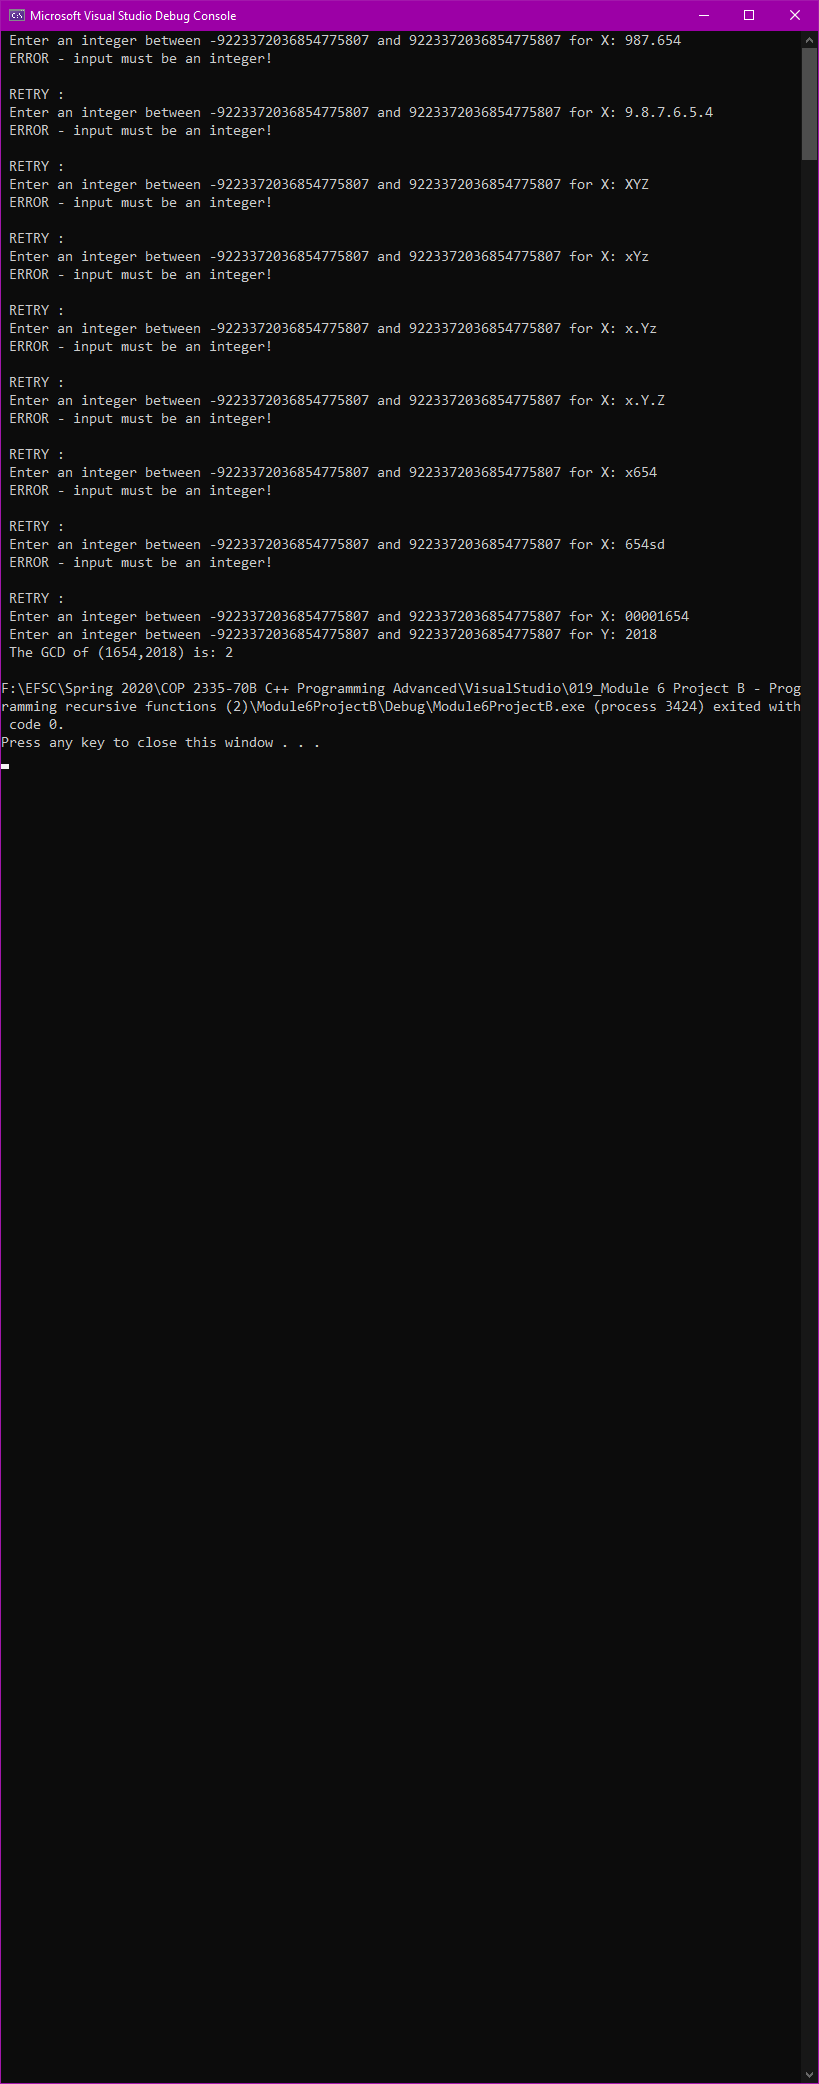 Microsoft Visual Studio Debug Console
Enter an integer between -9223372036854775807 and 9223372036854775807 for X: 987.654
ERROR - input must be an integer!
RETRY :
Enter an integer between -9223372036854775807 and 9223372036854775807 for X: 9.8.7.6.5.4
ERROR - input must be an integer!
RETRY :
Enter an integer between -9223372036854775807 and 9223372036854775807 for X: XYZ
ERROR - input must be an integer!
RETRY :
Enter an integer between -9223372036854775807 and 9223372036854775807 for X: xYz
ERROR - input must be an integer!
RETRY :
Enter an integer between -9223372036854775807 and 9223372036854775807 for X: x.Yz
ERROR - input must be an integer!
RETRY :
Enter an integer between -9223372036854775807 and 9223372036854775807 for X: x.Y.Z
ERROR - input must be an integer!
RETRY :
Enter an integer between -9223372036854775807 and 9223372036854775807 for X: x654
ERROR - input must be an integer!
RETRY :
Enter an integer between -9223372036854775807 and 9223372036854775807 for X: 654sd
ERROR - input must be an integer!
RETRY :
Enter an integer between -9223372036854775807 and 9223372036854775807 for X: 00001654
Enter an integer between -9223372036854775807 and 9223372036854775807 for Y: 2018
The GCD of (1654,2018) is: 2
F:\EFSC\Spring 2020\COP 2335-70B C++ Programming Advanced\VisualStudio\019_Module 6 Project B - Prog
ramming recursive functions (2)\Module6ProjectB\Debug\Module6ProjectB.exe (process 3424) exited with
code 0.
Press any key to close this window . . .